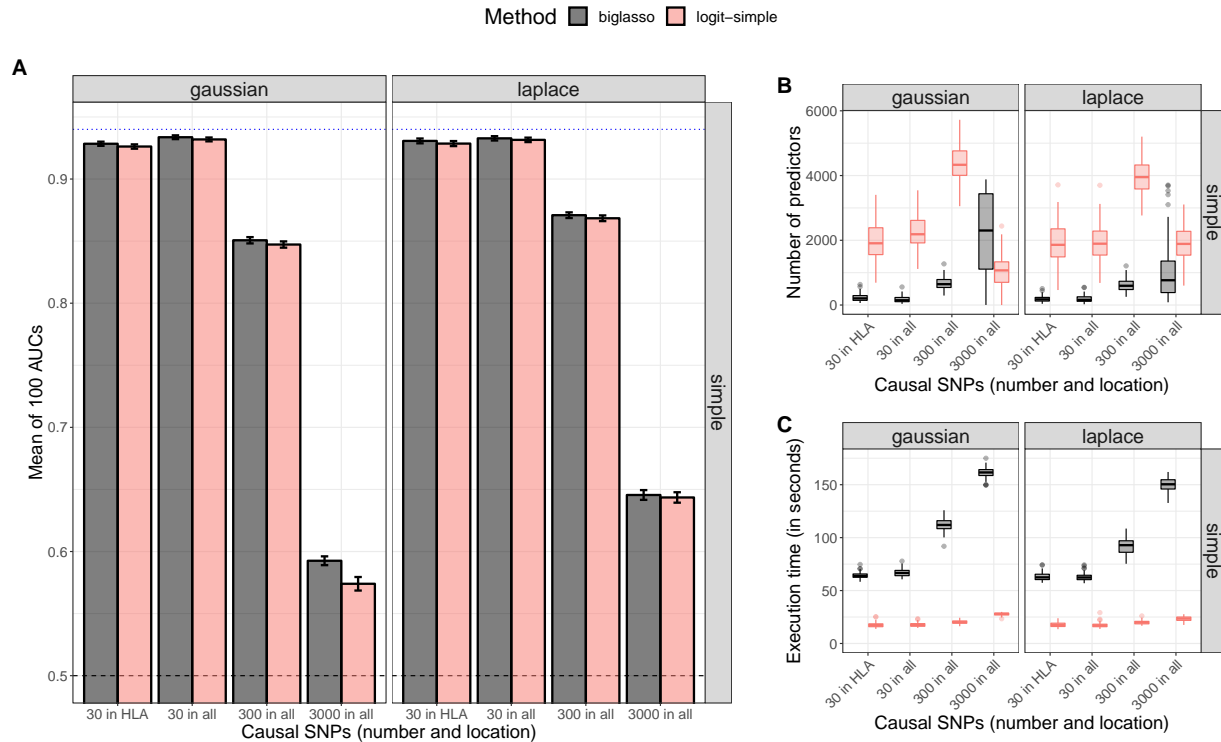 Method biglasso logit−simple
A
gaussian laplace
simple
0.9
0.8
0.7
0.6
0.5
Mean of 100 AUCs
30 in HLA 30 in all 300 in all 3000 in all 30 in HLA 30 in all 300 in all 3000 in all
Causal SNPs (number and location)
B
gaussian laplace
simple
6000
4000
2000
0
Number of predictors
30 in HLA 30 in all 300 in all 3000 in all 30 in HLA 30 in all 300 in all 3000 in all
Causal SNPs (number and location)
C
gaussian laplace
simple
150
100
50
25
0
Execution time (in seconds)
30 in HLA 30 in all 300 in all 3000 in all 30 in HLA 30 in all 300 in all 3000 in all
Causal SNPs (number and location)